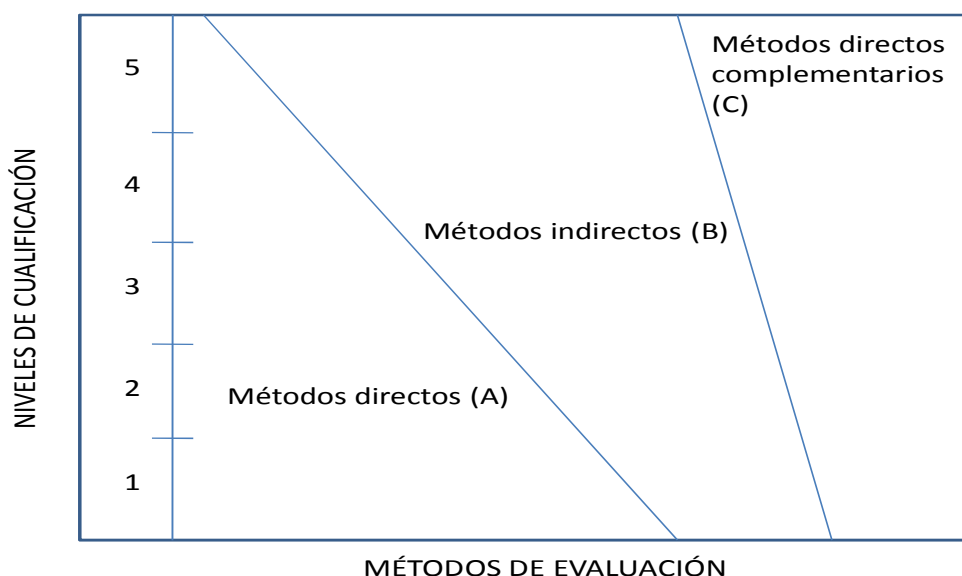 Métodos directos
complementarios
(C)
5
4
Métodos indirectos (B)
3
Métodos directos (A)
2
1
NIVELES DE CUALIFICACIÓN
MÉTODOS DE EVALUACIÓN